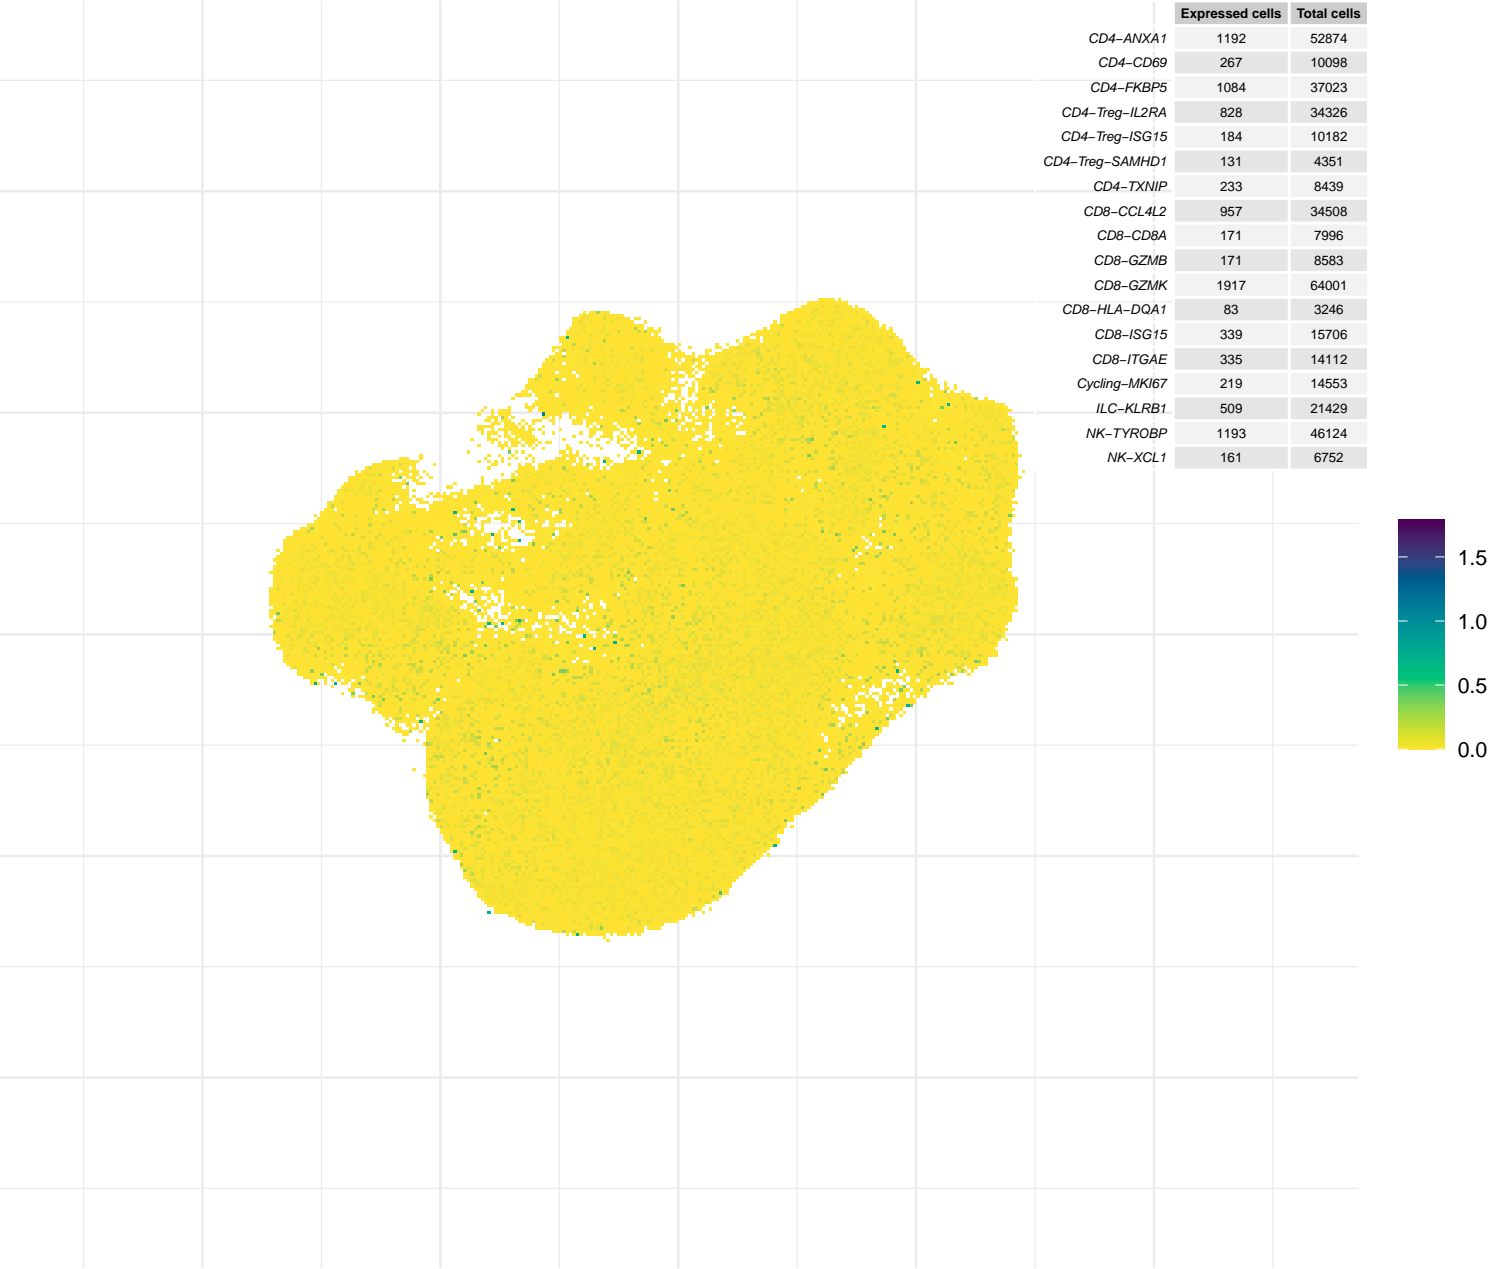 Expressed cells Total cells
CD4−ANXA1 1192 52874
CD4−CD69 267 10098
CD4−FKBP5 1084 37023
CD4−Treg−IL2RA 828 34326
CD4−Treg−ISG15 184 10182
CD4−Treg−SAMHD1 131 4351
CD4−TXNIP 233 8439
CD8−CCL4L2 957 34508
CD8−CD8A 171 7996
CD8−GZMB 171 8583
CD8−GZMK 1917 64001
CD8−HLA−DQA1 83 3246
CD8−ISG15 339 15706
CD8−ITGAE 335 14112
Cycling−MKI67 219 14553
ILC−KLRB1 509 21429
NK−TYROBP 1193 46124
NK−XCL1 161 6752
1.5
1.0
0.5
0.0